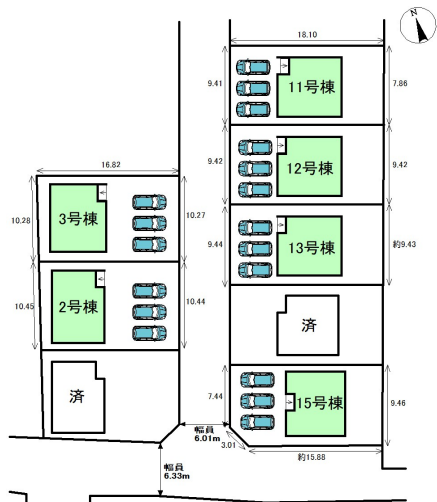 N
18.10
9.41
11号棟
7.86
9.42
12号棟
9.42
16.82
10.28
3号棟
10.27
9.44
13号棟
約9.43
10.45
2号棟
10.44
済
済
7.44
15号棟
9.46
幅員
6.01m
3.01
約15.88
幅員
6.33m